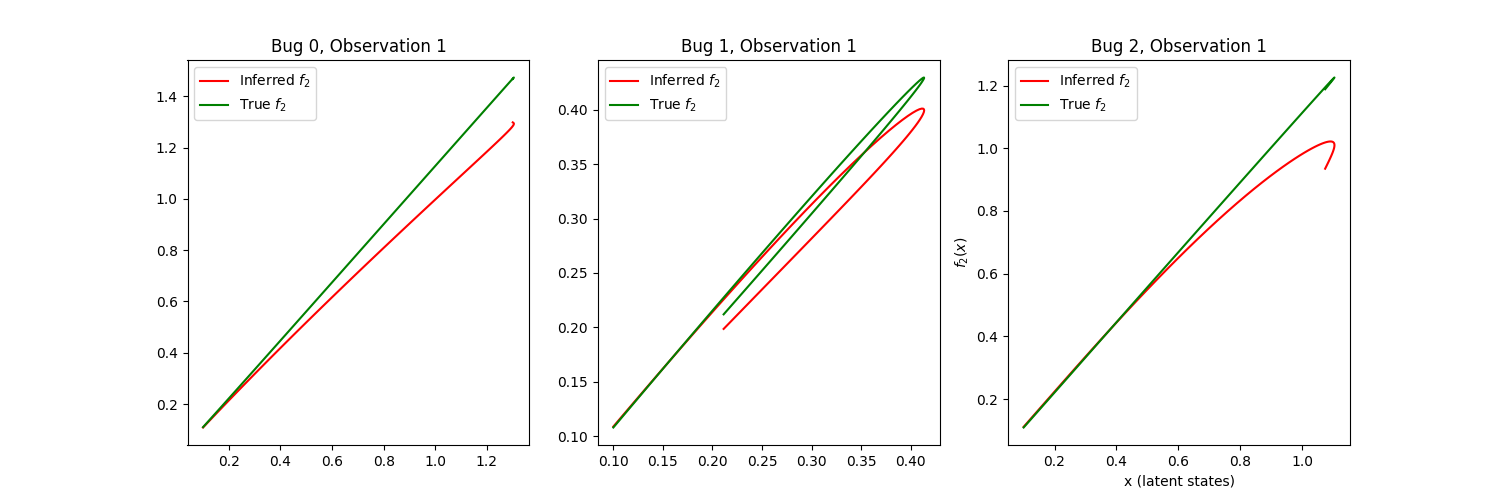 Bug 0, Observation 1
Inferred f₂
True f₂
1.4
1.2
1.0
0.8
0.6
0.4
0.2
0.2 0.4 0.6 0.8 1.0 1.2
Bug 1, Observation 1
Inferred f₂
True f₂
0.40
0.35
0.30
0.25
0.20
0.15
0.10
0.10 0.15 0.20 0.25 0.30 0.35 0.40
Bug 2, Observation 1
Inferred f₂
True f₂
f₂(x)
1.2
1.0
0.8
0.6
0.4
0.2
0.2 0.4 0.6 0.8 1.0
x (latent states)